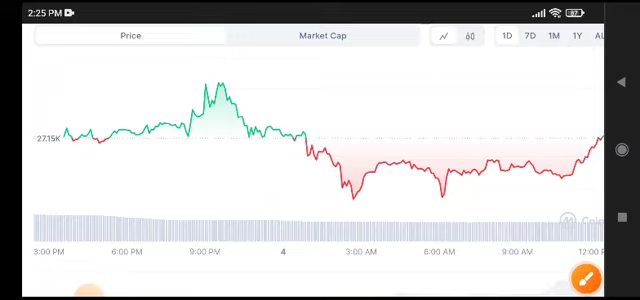 2:25 PM 87
Price Market Cap 1D 7D 1M 1Y
27.15K
3:00 PM 6:00 PM 9:00 PM 4 3:00 AM 6:00 AM 9:00 AM 12:00